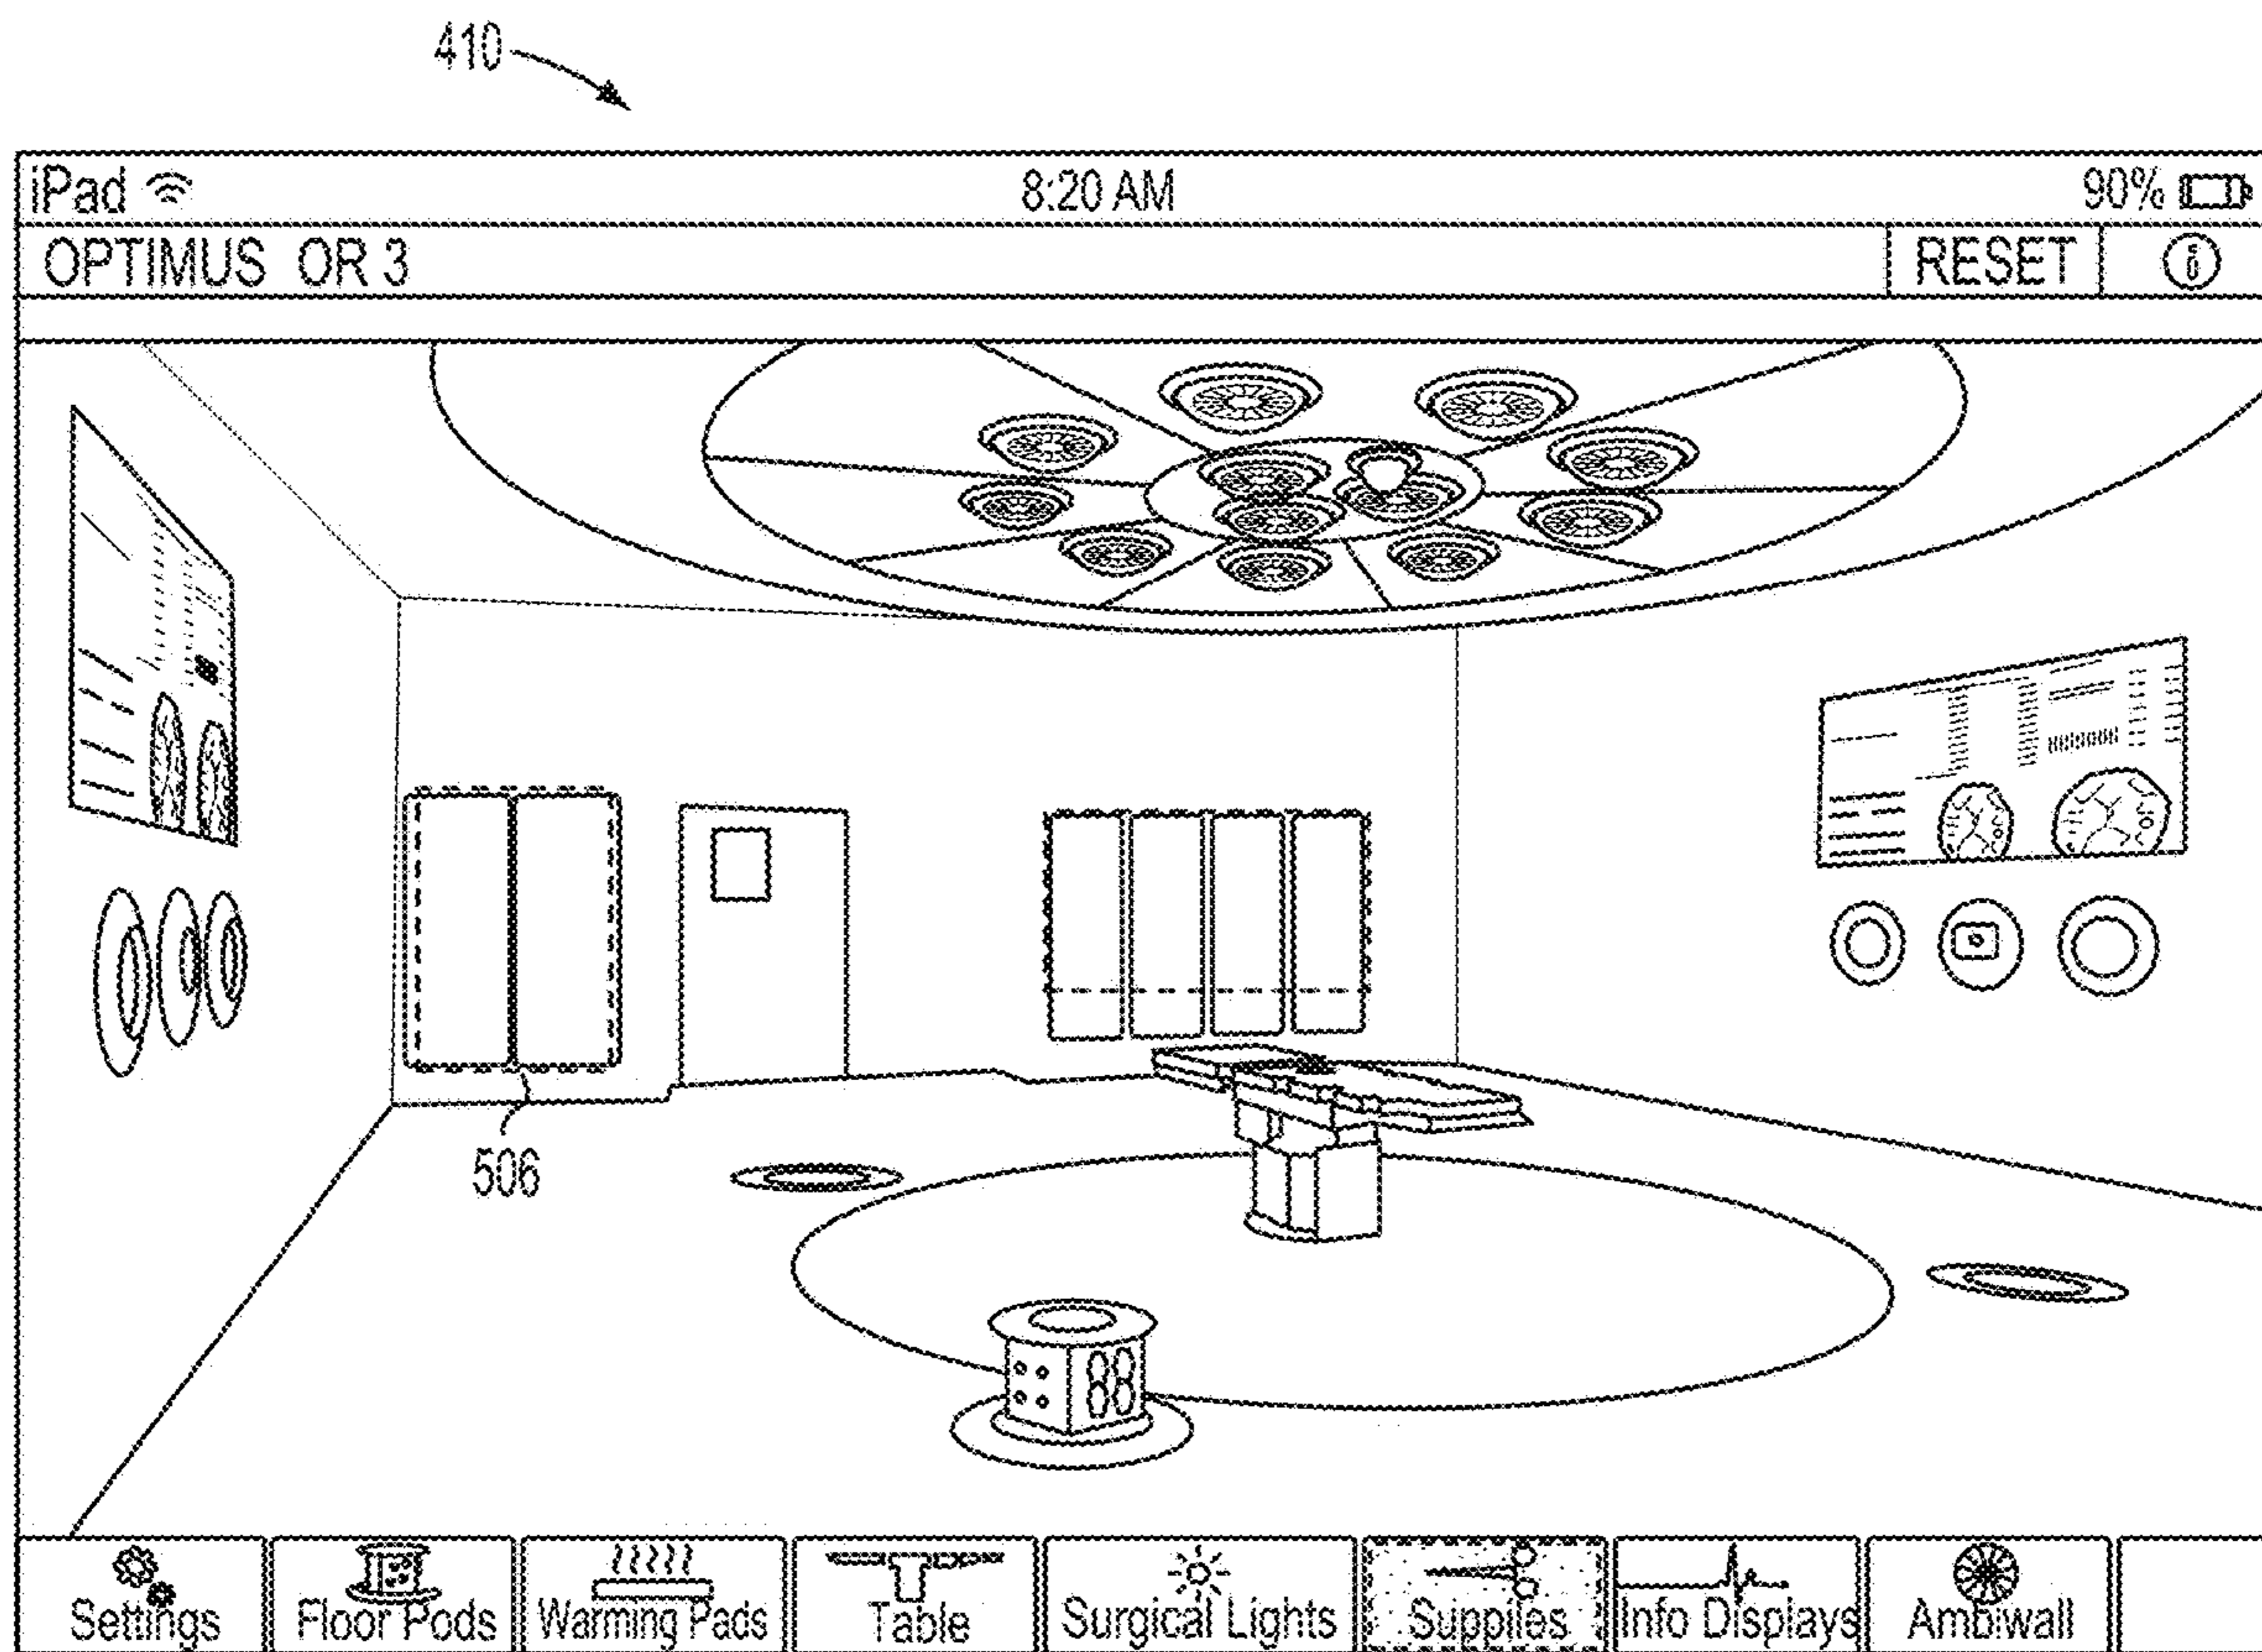 410
iPad 8:20 AM 90%
OPTIMUS OR 3 RESET
506
Settings Floor Pods Warming Pads Table Surgical Lights Suppiles Info Displays Ambiwall